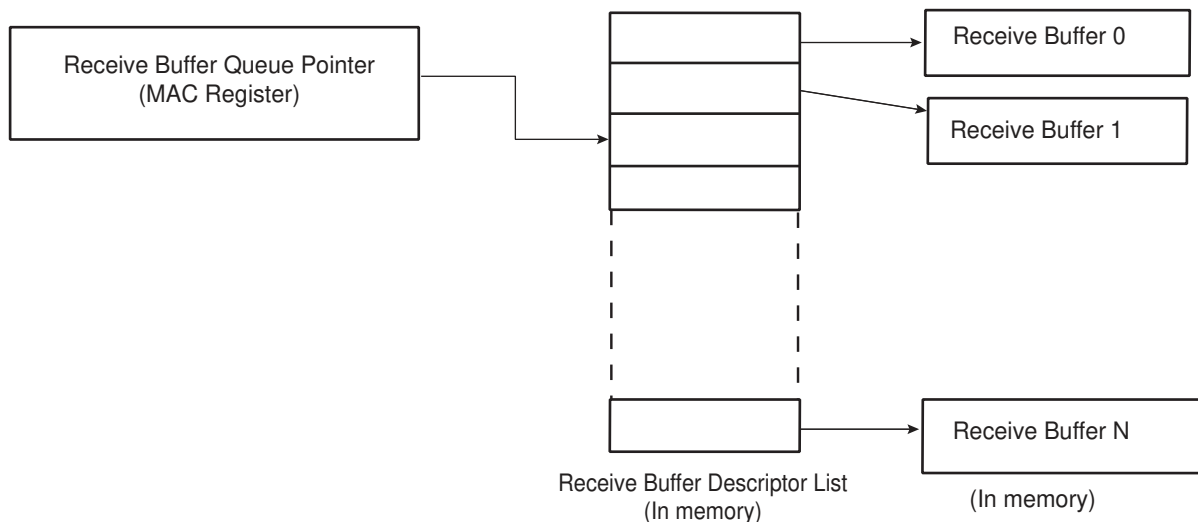 Receive Buffer Queue Pointer
(MAC Register)
Receive Buffer 0
Receive Buffer 1
Receive Buffer N
Receive Buffer Descriptor List
(In memory)
(In memory)